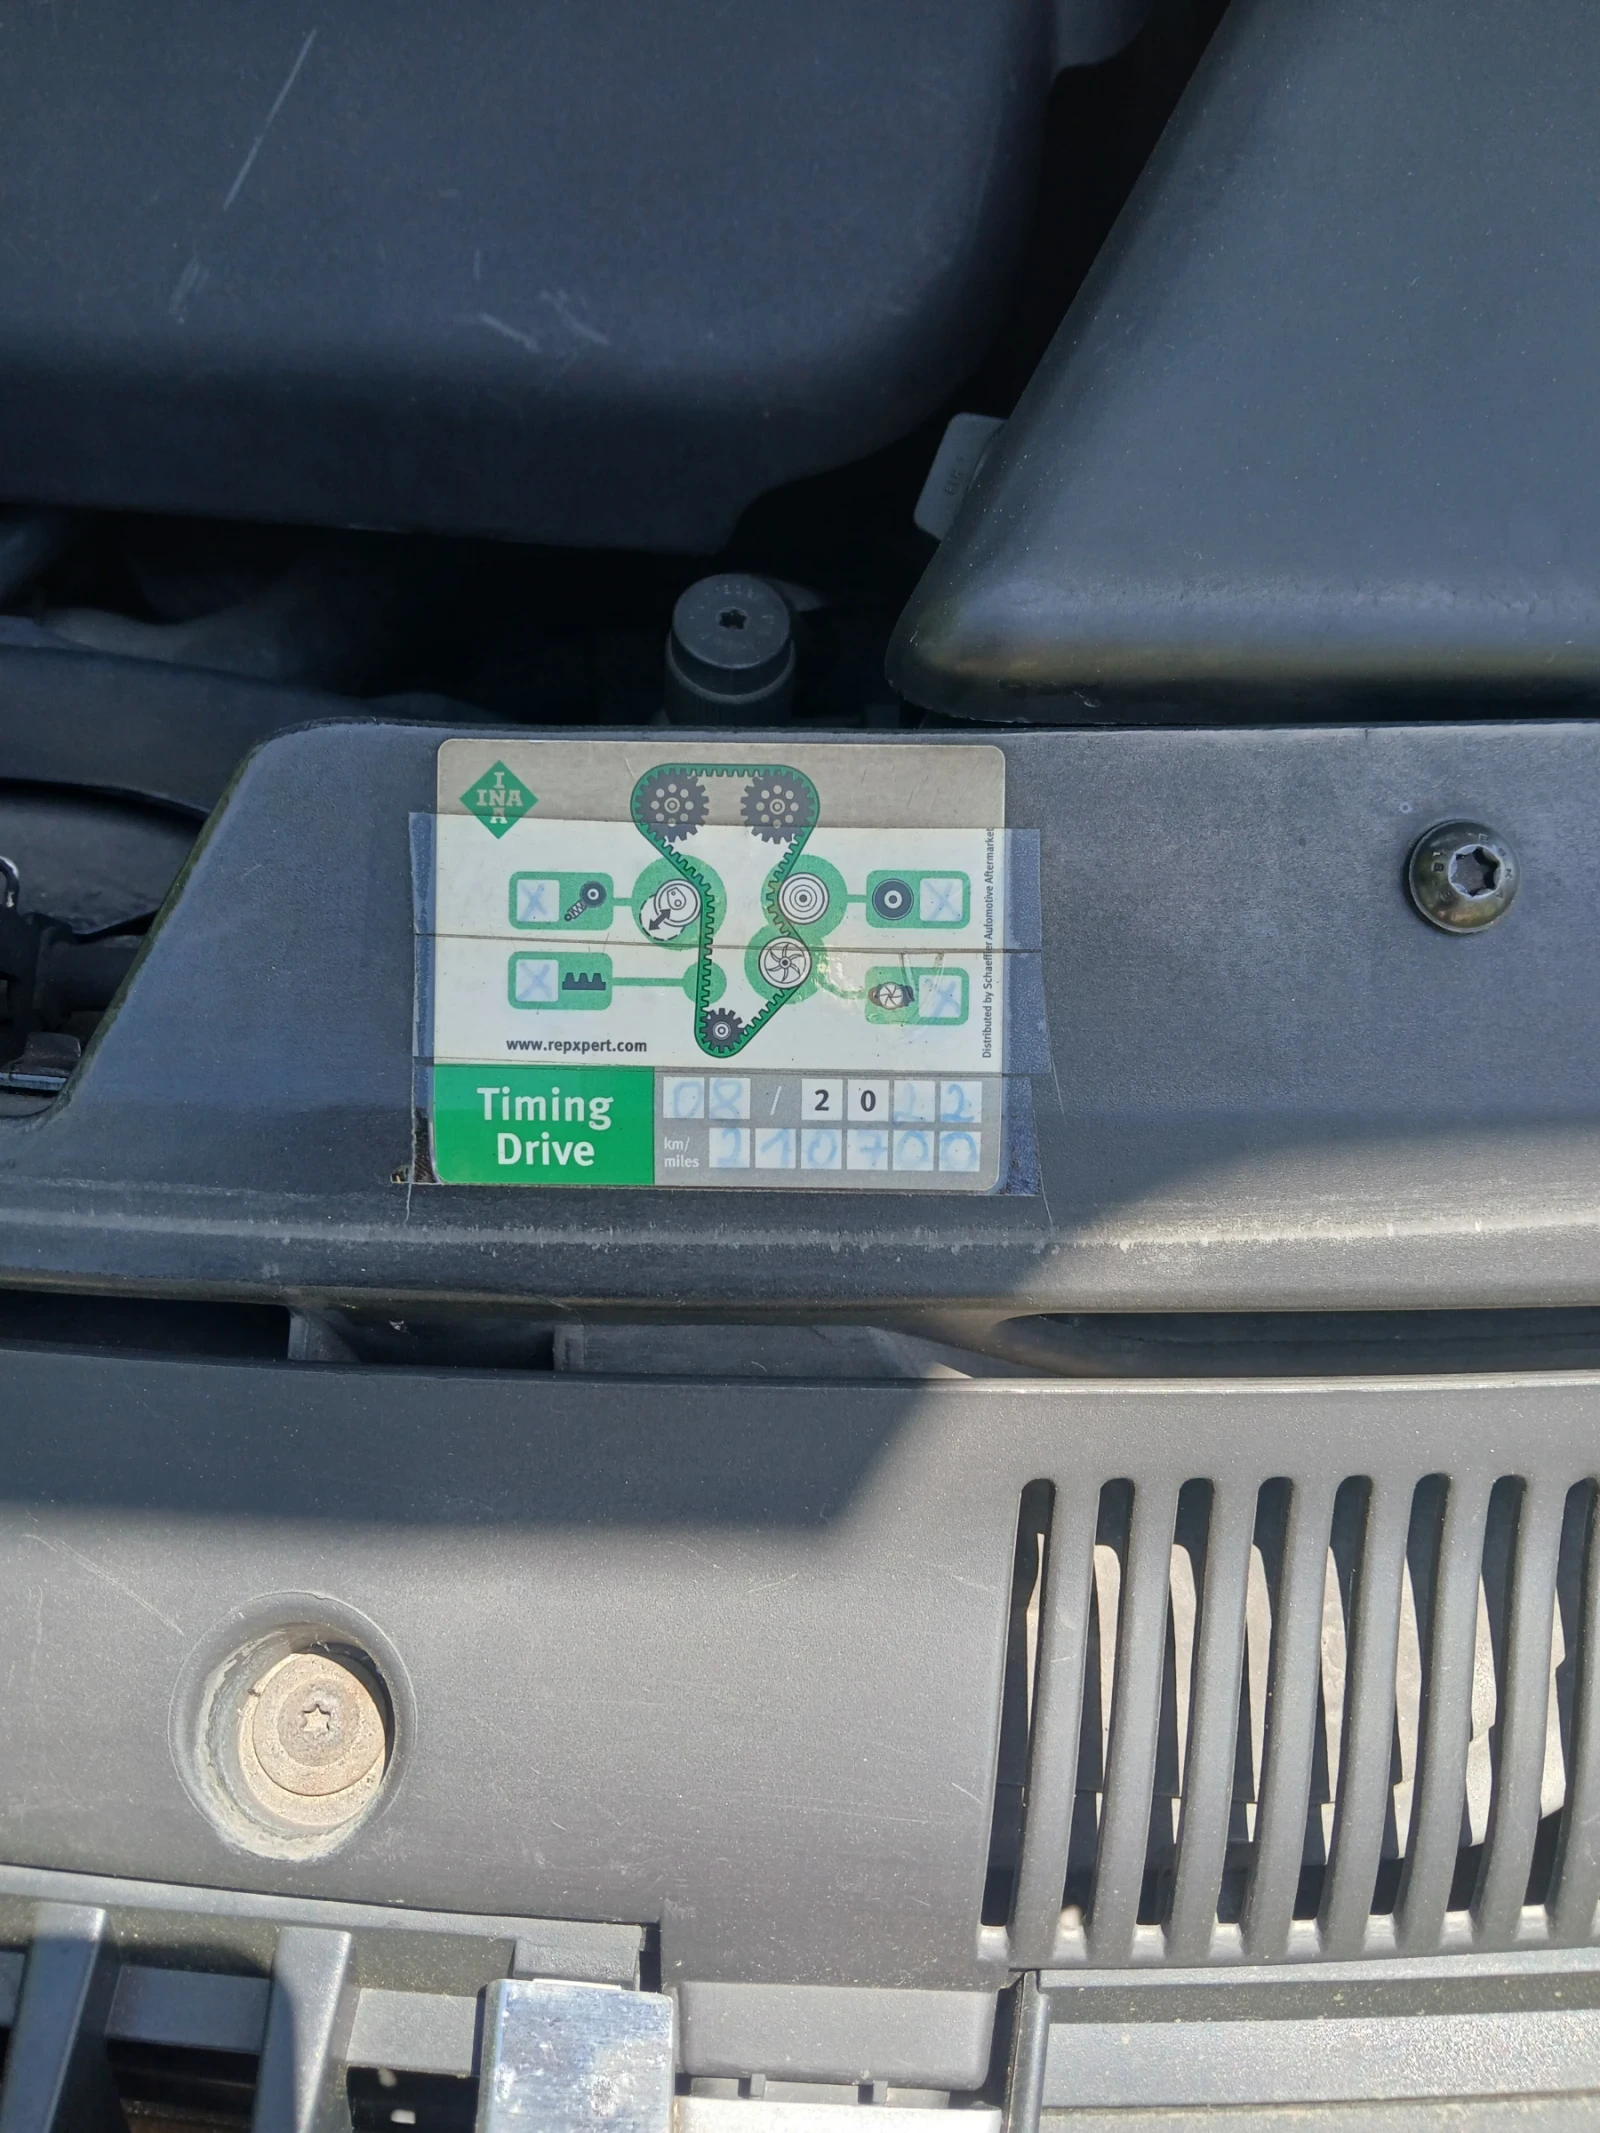 INA
X
X
X
X
www.repxpert.com
Distributed by Schaeffler Automotive Aftermarket
Timing
Drive
08 / 2022
km/
miles
210700